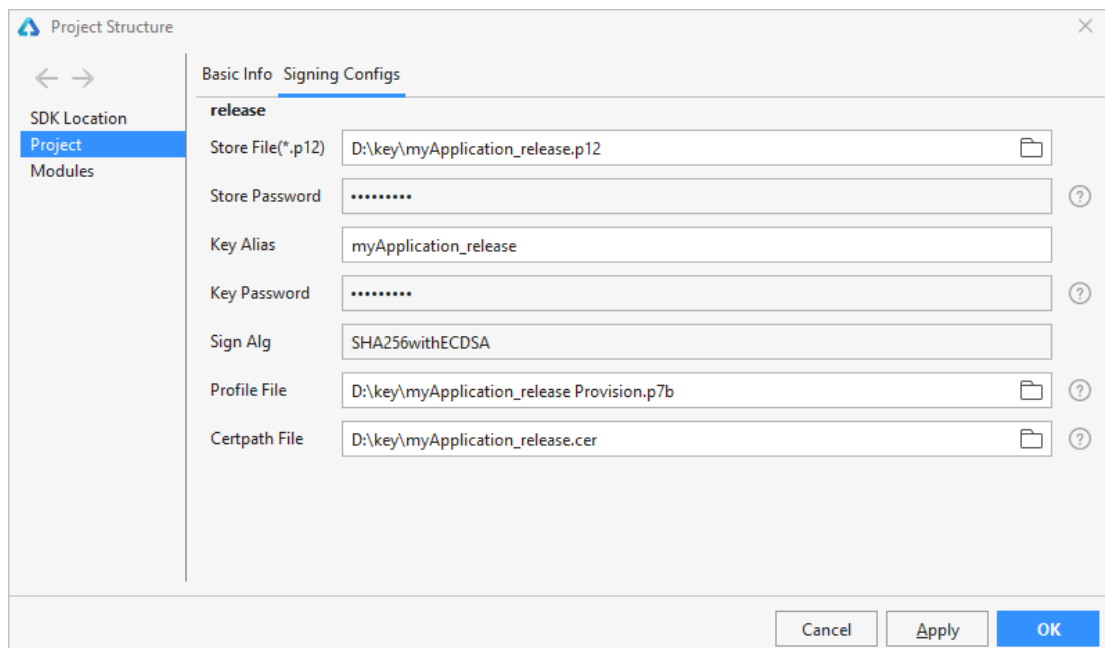 Project Structure
SDK Location
Project
Modules
Basic Info Signing Configs
release
Store File(*.p12) D:\key\myApplication_release.p12
Store Password •••••••••
Key Alias myApplication_release
Key Password •••••••••
Sign Alg SHA256withECDSA
Profile File D:\key\myApplication_release Provision.p7b
Certpath File D:\key\myApplication_release.cer
Cancel Apply OK